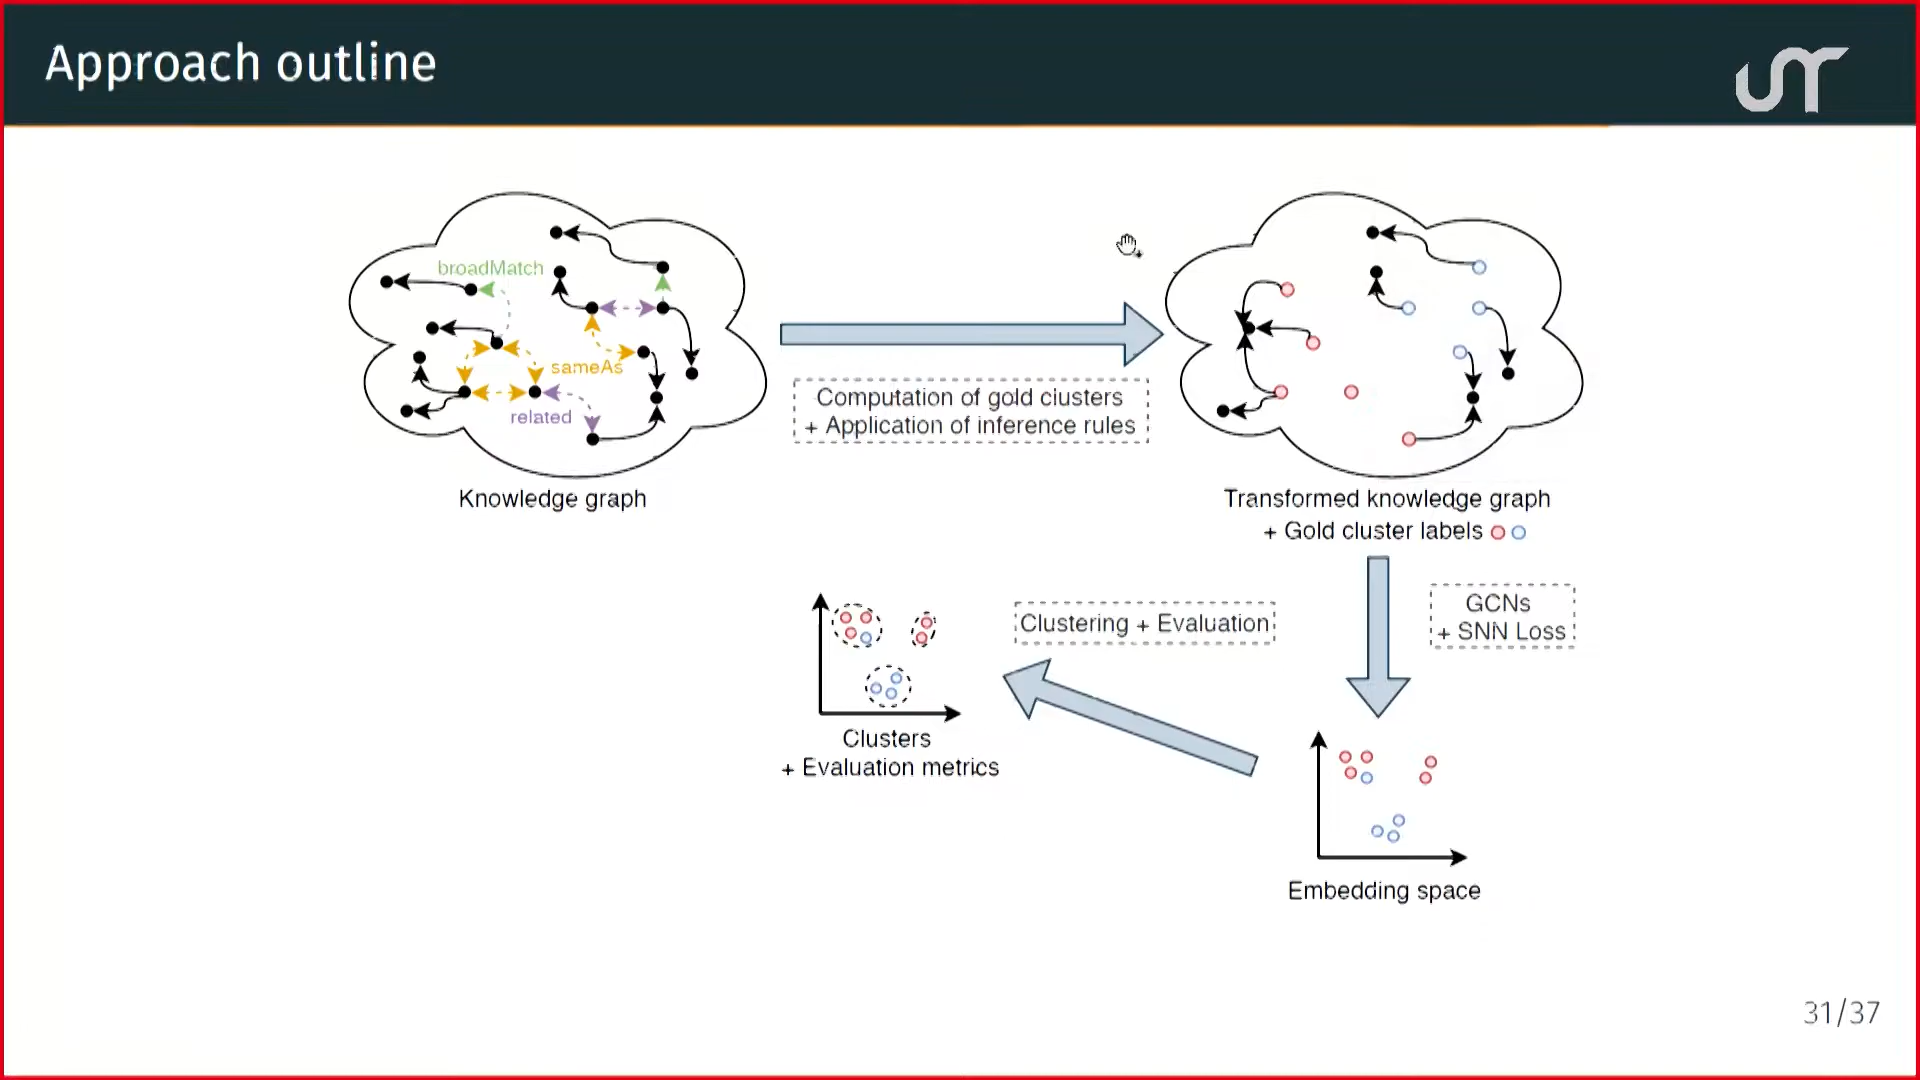 Approach outline
broadMatch
sameAs
related
Knowledge graph
Computation of gold clusters
+ Application of inference rules
Transformed knowledge graph
+ Gold cluster labels
GCNs
+ SNN Loss
Embedding space
Clustering + Evaluation
Clusters
+ Evaluation metrics
31/37